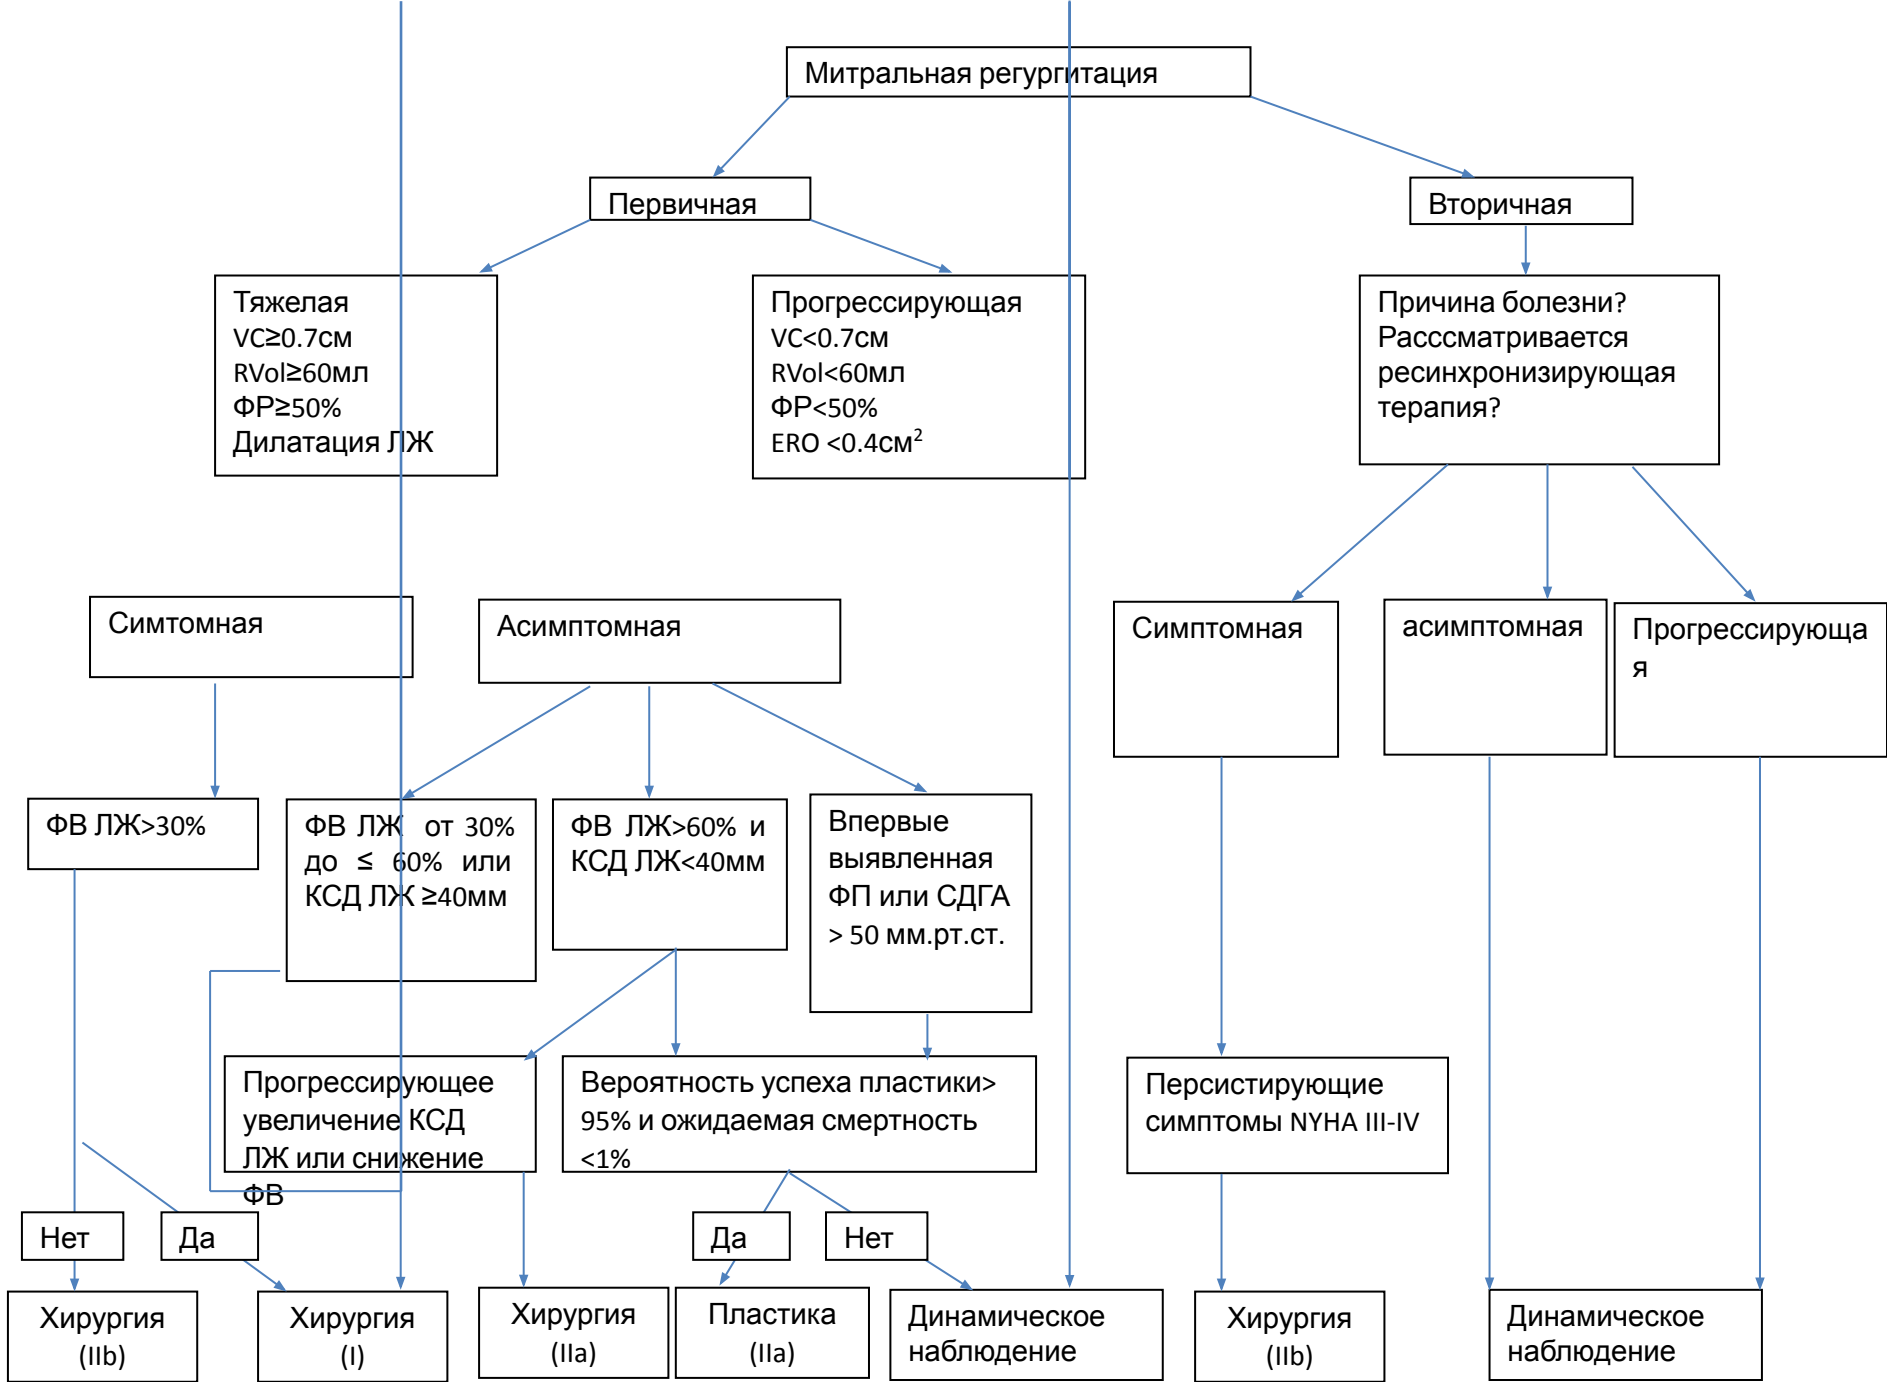 Митральная регургитация
Первичная
Вторичная
Тяжелая
VC≥0.7см
RVol≥60мл
ФР≥50%
Дилатация ЛЖ
Прогрессирующая
VC<0.7см
RVol<60мл
ФР<50%
ERO <0.4см²
Причина болезни?
Расссматривается
ресинхронизирующая
терапия?
Симтомная
Асимптомная
Симптомная
асимптомная
Прогрессирующа
я
ФВ ЛЖ>30%
ФВ ЛЖ от 30%
до ≤ 60% или
КСД ЛЖ ≥40мм
ФВ ЛЖ>60% и
КСД ЛЖ<40мм
Впервые
выявленная
ФП или СДГА
> 50 мм.рт.ст.
Прогрессирующее
увеличение КСД
ЛЖ или снижение
ФВ
Вероятность успеха пластики>
95% и ожидаемая смертность
<1%
Персистирующие
симптомы NYHA III-IV
Нет
Да
Да
Нет
Хирургия
(IIb)
Хирургия
(I)
Хирургия
(IIa)
Пластика
(IIa)
Динамическое
наблюдение
Хирургия
(IIb)
Динамическое
наблюдение